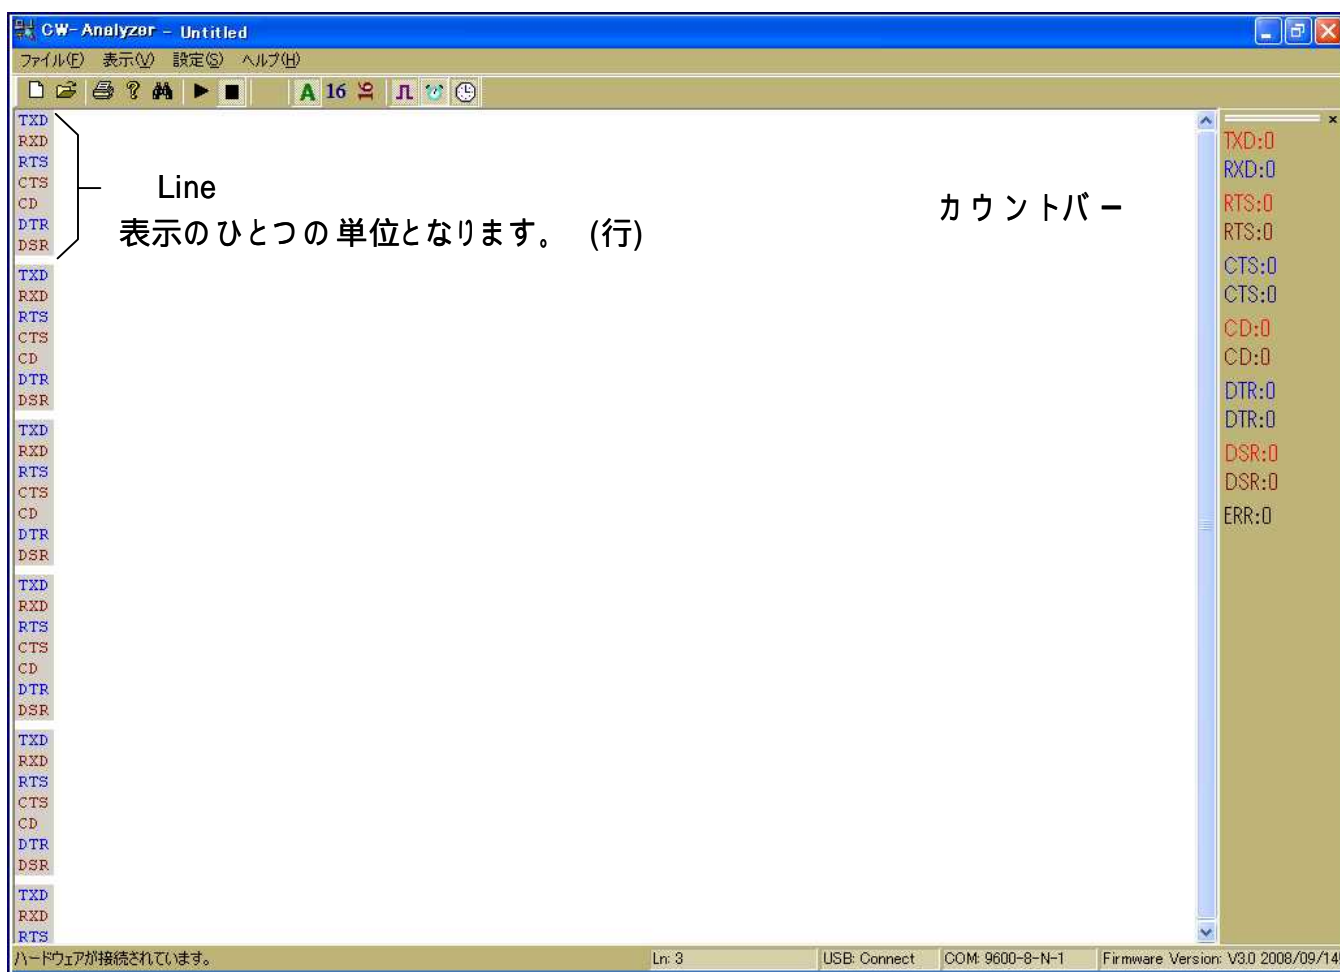 CW-Analyzer - Untitled
ファイル(F) 表示(V) 設定(S) ヘルプ(H)
A 16 10
TXD
RXD
RTS
CTS
CD
DTR
DSR
Line
表示のひとつの単位となります。 (行)
カウントバー
TXD
RXD
RTS
CTS
CD
DTR
DSR
TXD
RXD
RTS
CTS
CD
DTR
DSR
TXD
RXD
RTS
CTS
CD
DTR
DSR
TXD
RXD
RTS
CTS
CD
DTR
DSR
TXD
RXD
RTS
TXD:0
RXD:0
RTS:0
RTS:0
CTS:0
CTS:0
CD:0
CD:0
DTR:0
DTR:0
DSR:0
DSR:0
ERR:0
ハードウェアが接続されています。 Ln: 3 USB: Connect COM: 9600-8-N-1 Firmware Version: V3.0 2008/09/14